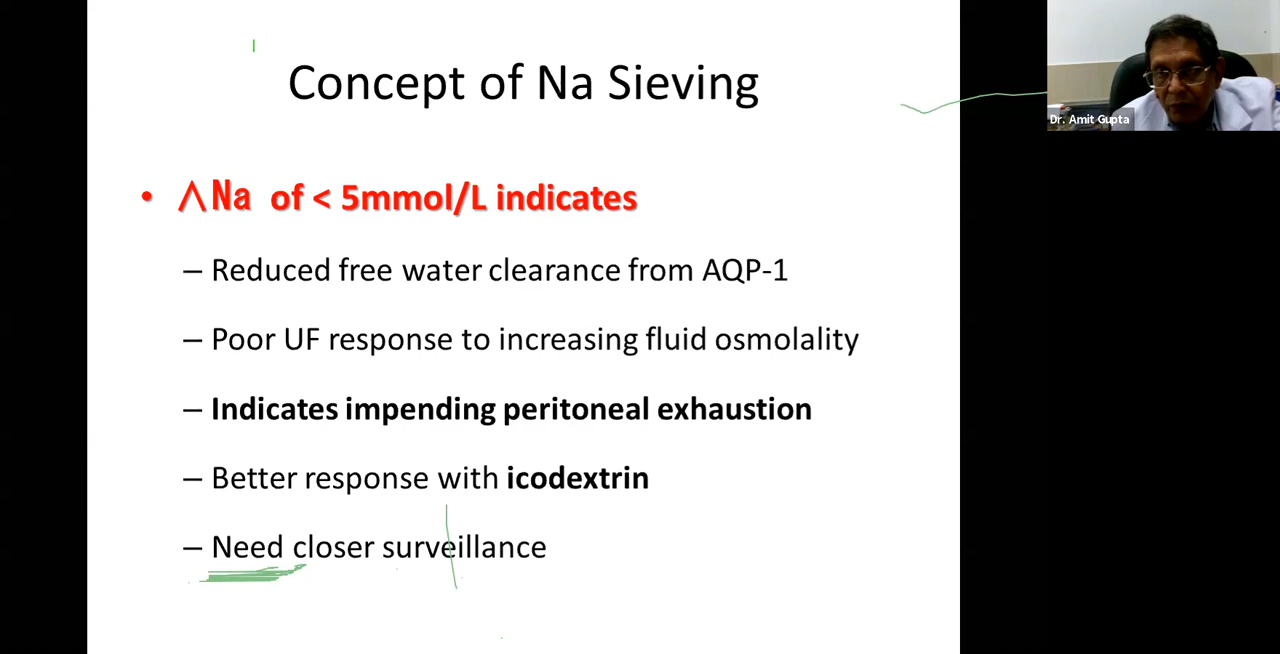 Concept of Na Sieving
Dr. Amit Gupta
• ΛNa of < 5mmol/L indicates
– Reduced free water clearance from AQP-1
– Poor UF response to increasing fluid osmolality
– Indicates impending peritoneal exhaustion
– Better response with icodextrin
– Need closer surveillance